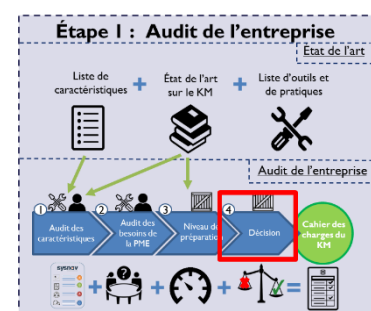 Étape 1 : Audit de l'entreprise
État de l'art
Liste de
caractéristiques
+
État de l'art
sur le KM
+
Liste d'outils et
de pratiques
Audit de l'entreprise
1
Audit des
caractéristiques
2
Audit des
besoins de
la PME
3
Niveau de
préparation
4
Décision
Cahier des
charges du
KM
sysnav
+
?
+
+
=